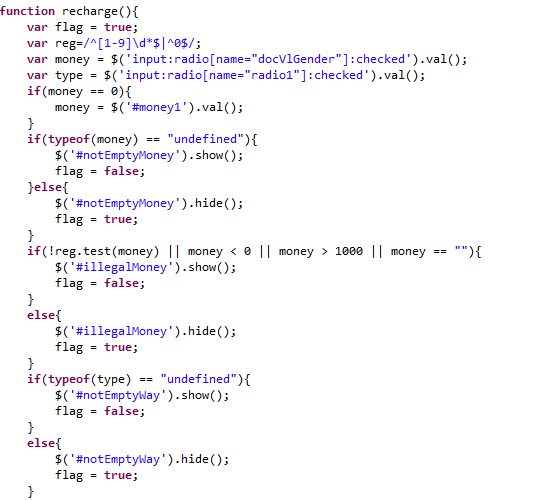 function recharge(){
    var flag = true;
    var reg=/^[1-9]\d*$|^0$/;
    var money = $('input:radio[name="docVlGender"]:checked').val();
    var type = $('input:radio[name="radio1"]:checked').val();
    if(money == 0){
        money = $('#money1').val();
    }
    if(typeof(money) == "undefined"){
        $('#notEmptyMoney').show();
        flag = false;
    }else{
        $('#notEmptyMoney').hide();
        flag = true;
    }
    if(!reg.test(money) || money < 0 || money > 1000 || money == ""){
        $('#illegalMoney').show();
        flag = false;
    }
    else{
        $('#illegalMoney').hide();
        flag = true;
    }
    if(typeof(type) == "undefined"){
        $('#notEmptyWay').show();
        flag = false;
    }
    else{
        $('#notEmptyWay').hide();
        flag = true;
    }